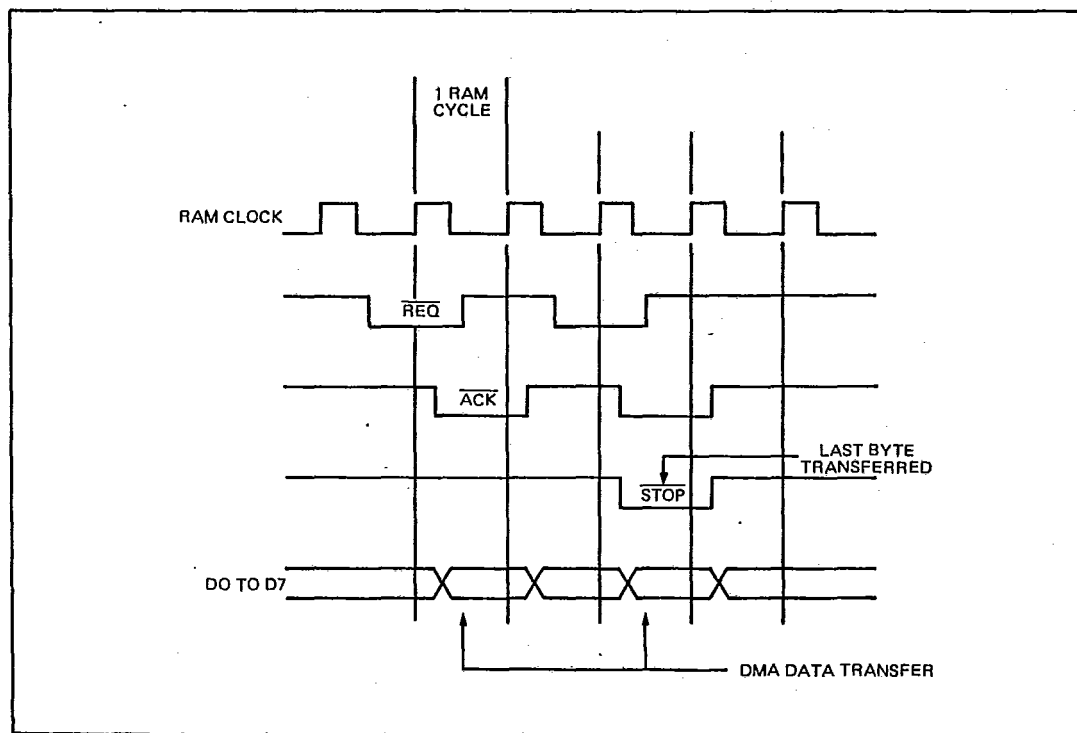 1 RAM
CYCLE
RAM CLOCK
REQ
ACK
LAST BYTE
TRANSFERRED
STOP
DO TO D7
DMA DATA TRANSFER